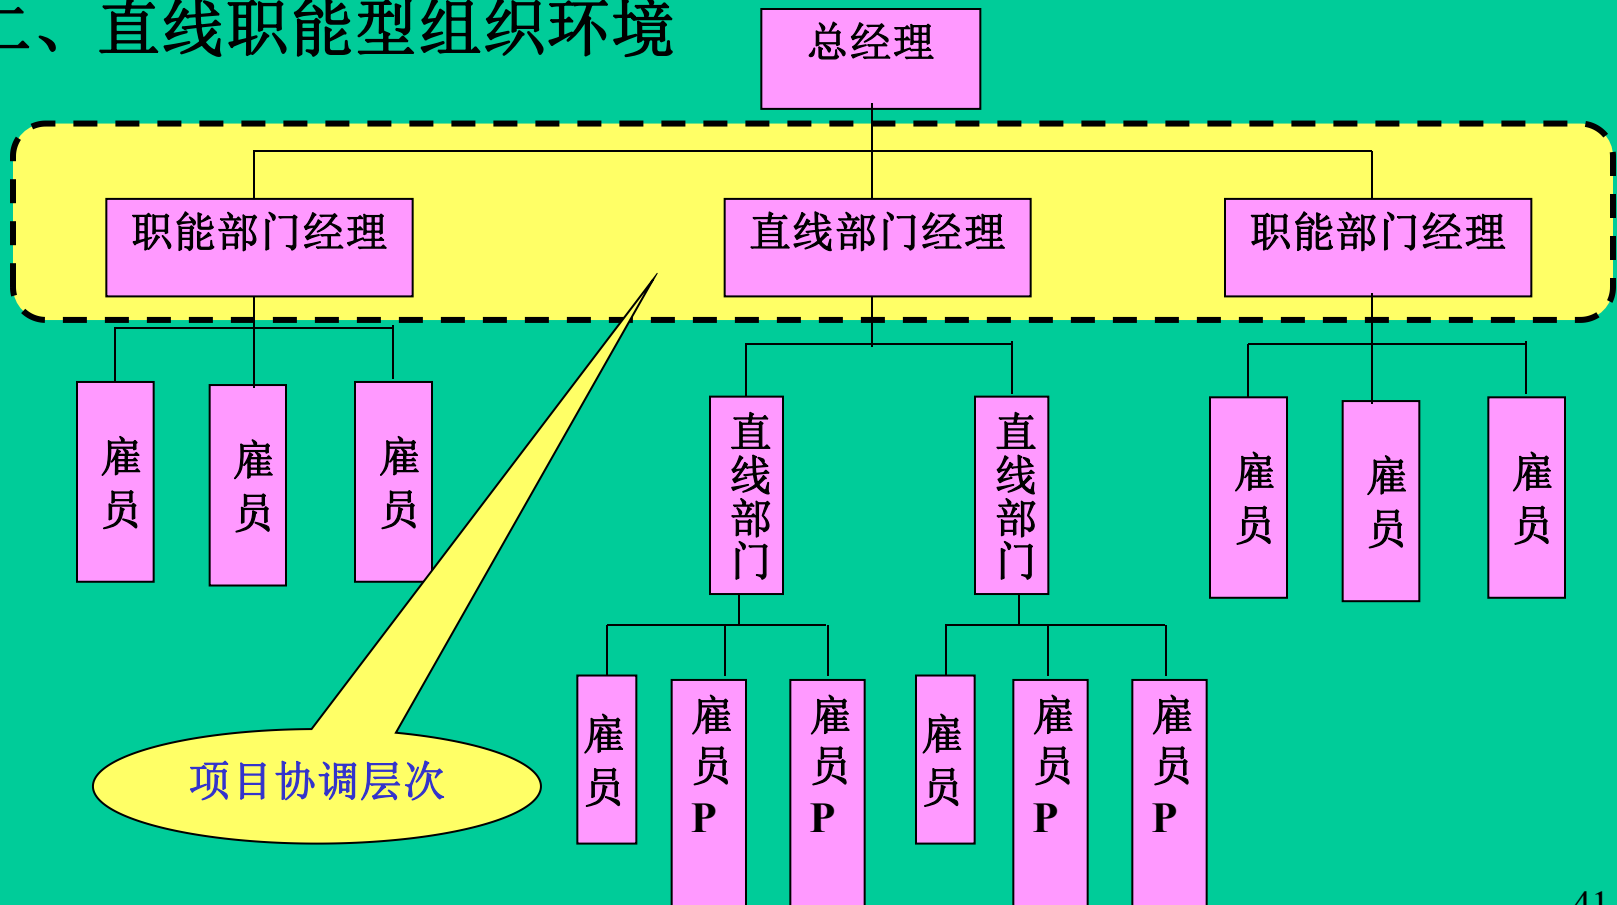 二、直线职能型组织环境
总经理
职能部门经理
直线部门经理
职能部门经理
雇员
雇员
雇员
直线部门
直线部门
雇员
雇员
雇员
项目协调层次
雇员
雇员P
雇员P
雇员
雇员P
雇员P
41